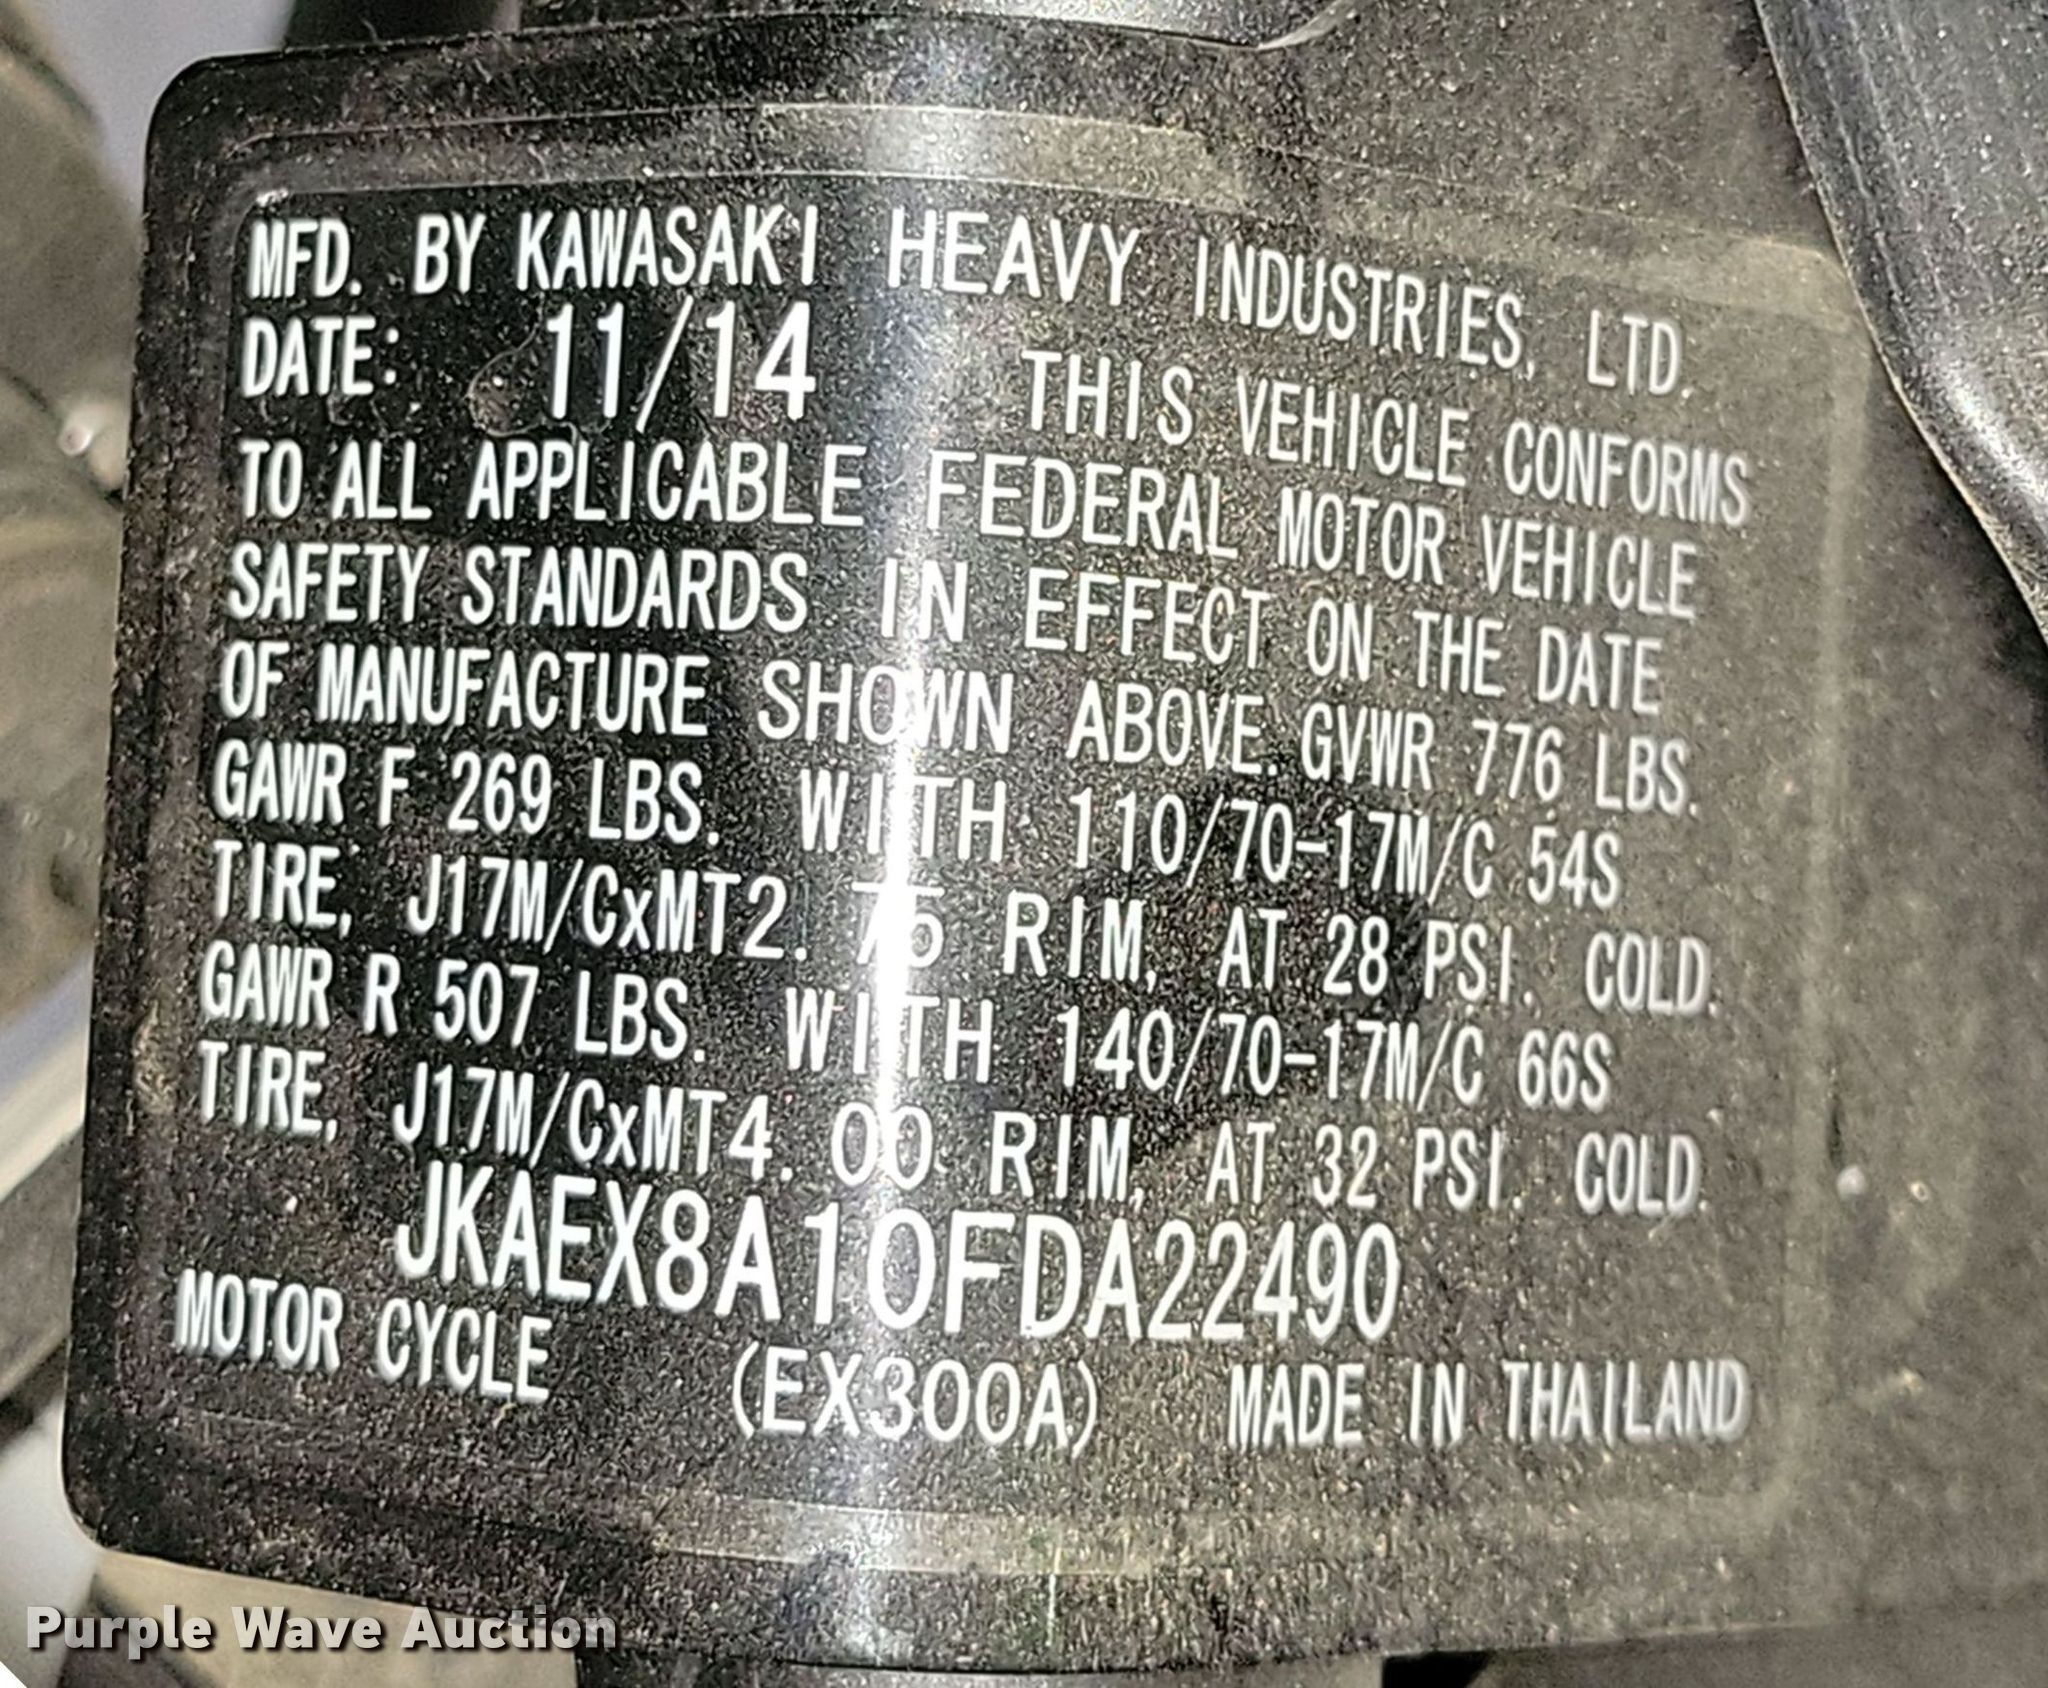 MFD. BY KAWASAKI HEAVY INDUSTRIES, LTD.
DATE: 11/14 THIS VEHICLE CONFORMS
TO ALL APPLICABLE FEDERAL MOTOR VEHICLE
SAFETY STANDARDS IN EFFECT ON THE DATE
OF MANUFACTURE SHOWN ABOVE. GVWR 776 LBS.
GAWR F 269 LBS. WITH 110/70-17M/C 54S
TIRE, J17M/CxMT2.75 RIM, AT 28 PSI. COLD.
GAWR R 507 LBS. WITH 140/70-17M/C 66S
TIRE, J17M/CxMT4.00 RIM, AT 32 PSI. COLD.
JKAEX8A10FDA22490
MOTOR CYCLE (EX300A) MADE IN THAILAND
Purple Wave Auction